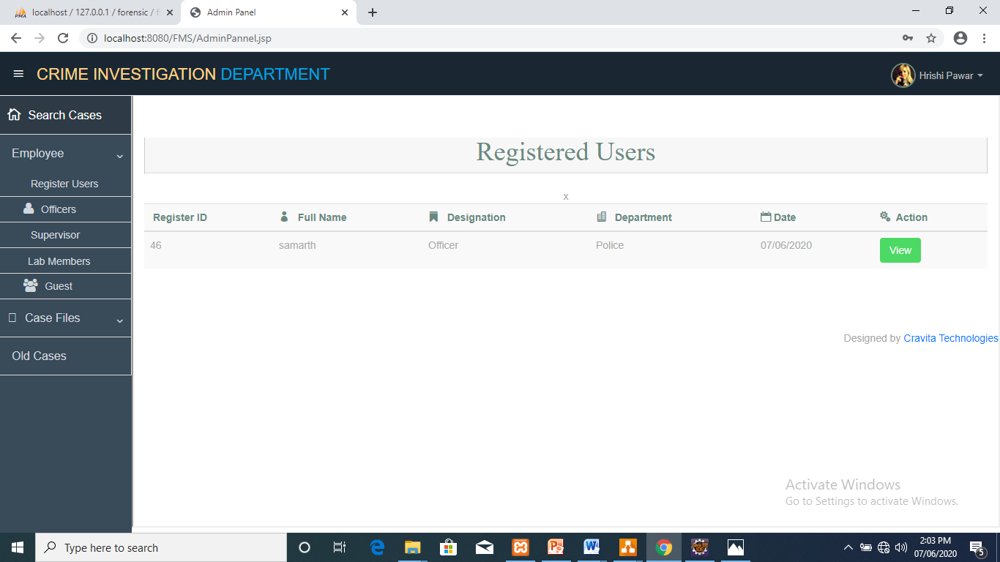 localhost / 127.0.0.1 / forensic / f
Admin Panel
localhost:8080/FMS/AdminPannel.jsp
CRIME INVESTIGATION DEPARTMENT
Hrishi Pawar
Search Cases
Employee
Register Users
Officers
Supervisor
Lab Members
Guest
Case Files
Old Cases
Registered Users
x
Register ID Full Name Designation Department Date Action
46 samarth Officer Police 07/06/2020 View
Designed by Cravita Technologies
Activate Windows
Go to Settings to activate Windows.
Type here to search
2:03 PM
07/06/2020
5